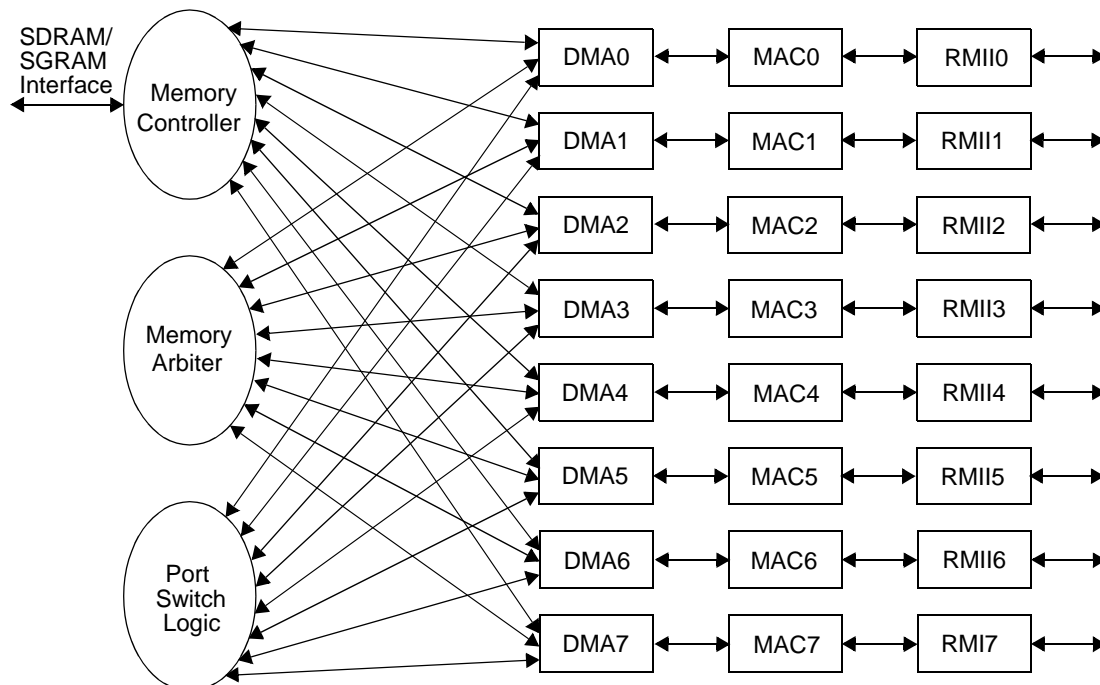 SDRAM/
SGRAM
Interface
Memory
Controller
Memory
Arbiter
Port
Switch
Logic
DMA0
MAC0
RMII0
DMA1
MAC1
RMII1
DMA2
MAC2
RMII2
DMA3
MAC3
RMII3
DMA4
MAC4
RMII4
DMA5
MAC5
RMII5
DMA6
MAC6
RMII6
DMA7
MAC7
RMI7